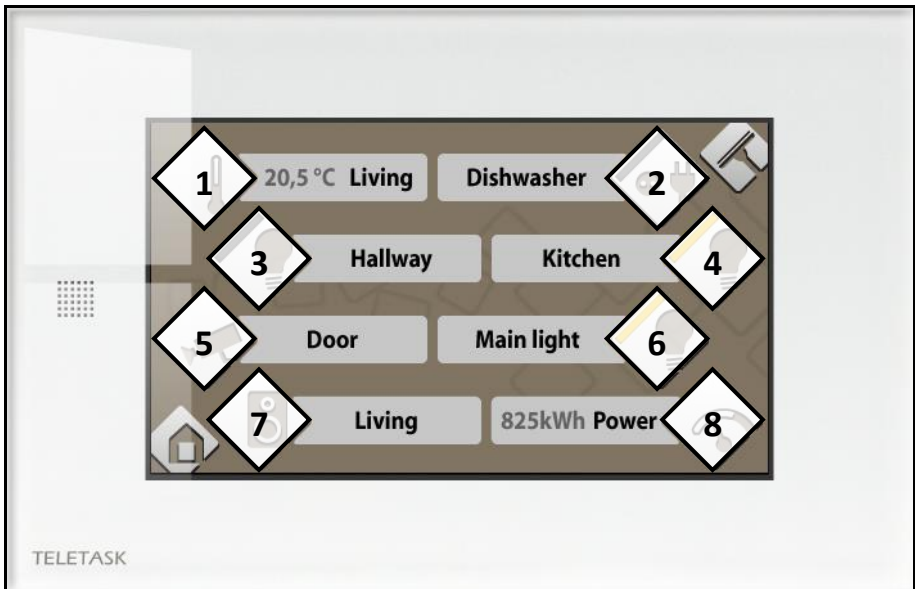 1 20,5 °C Living Dishwasher 2
3 Hallway Kitchen 4
5 Door Main light 6
7 Living 825kWh Power 8
TELETASK